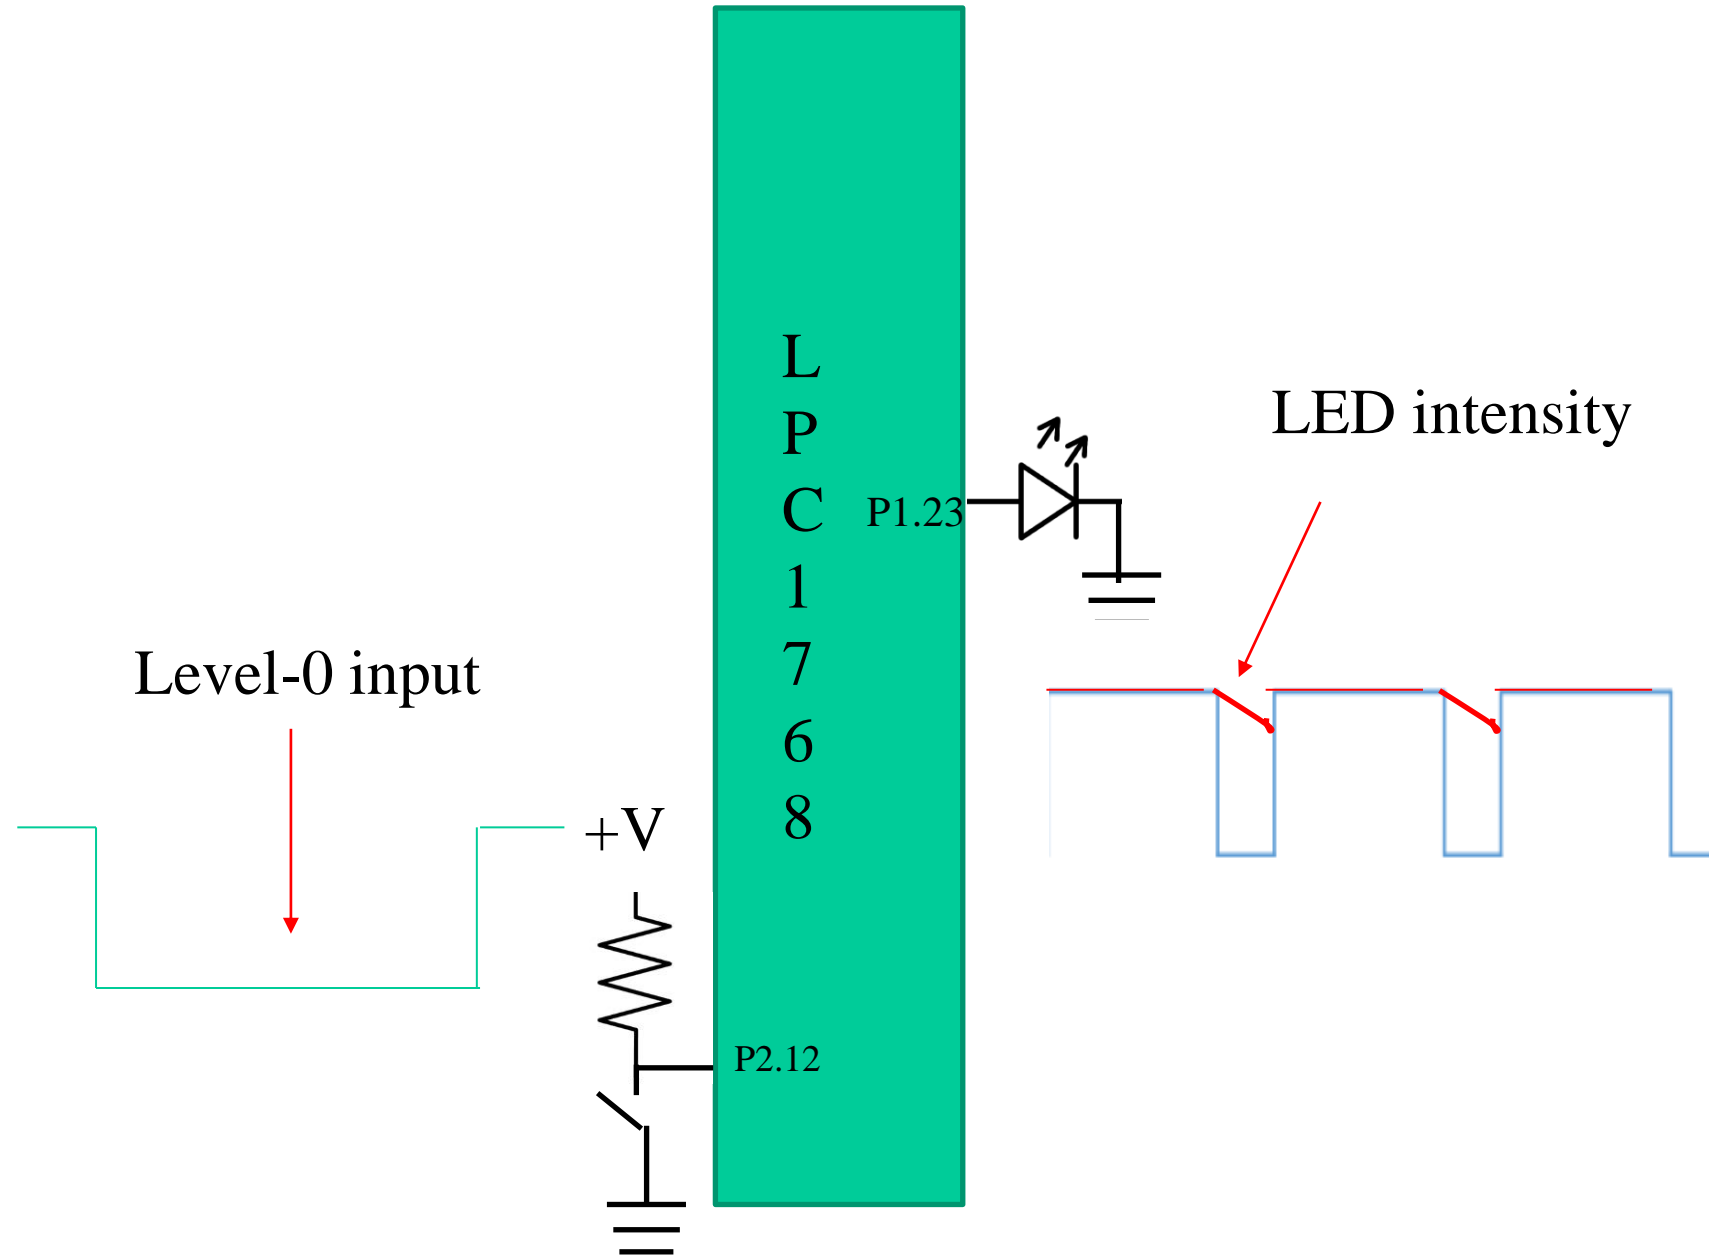 L
P
C
1
7
6
8
P1.23
LED intensity
Level-0 input
+V
P2.12